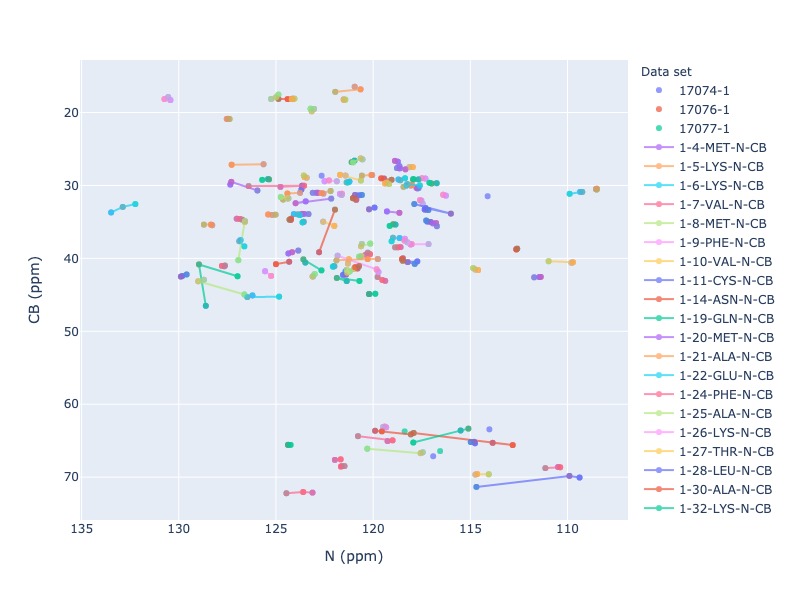 Data set
17074-1
17076-1
17077-1
1-4-MET-N-CB
1-5-LYS-N-CB
1-6-LYS-N-CB
1-7-VAL-N-CB
1-8-MET-N-CB
1-9-PHE-N-CB
1-10-VAL-N-CB
1-11-CYS-N-CB
1-14-ASN-N-CB
1-19-GLN-N-CB
1-20-MET-N-CB
1-21-ALA-N-CB
1-22-GLU-N-CB
1-24-PHE-N-CB
1-25-ALA-N-CB
1-26-LYS-N-CB
1-27-THR-N-CB
1-28-LEU-N-CB
1-30-ALA-N-CB
1-32-LYS-N-CB
20
30
40
50
60
70
CB (ppm)
135 130 125 120 115 110
N (ppm)